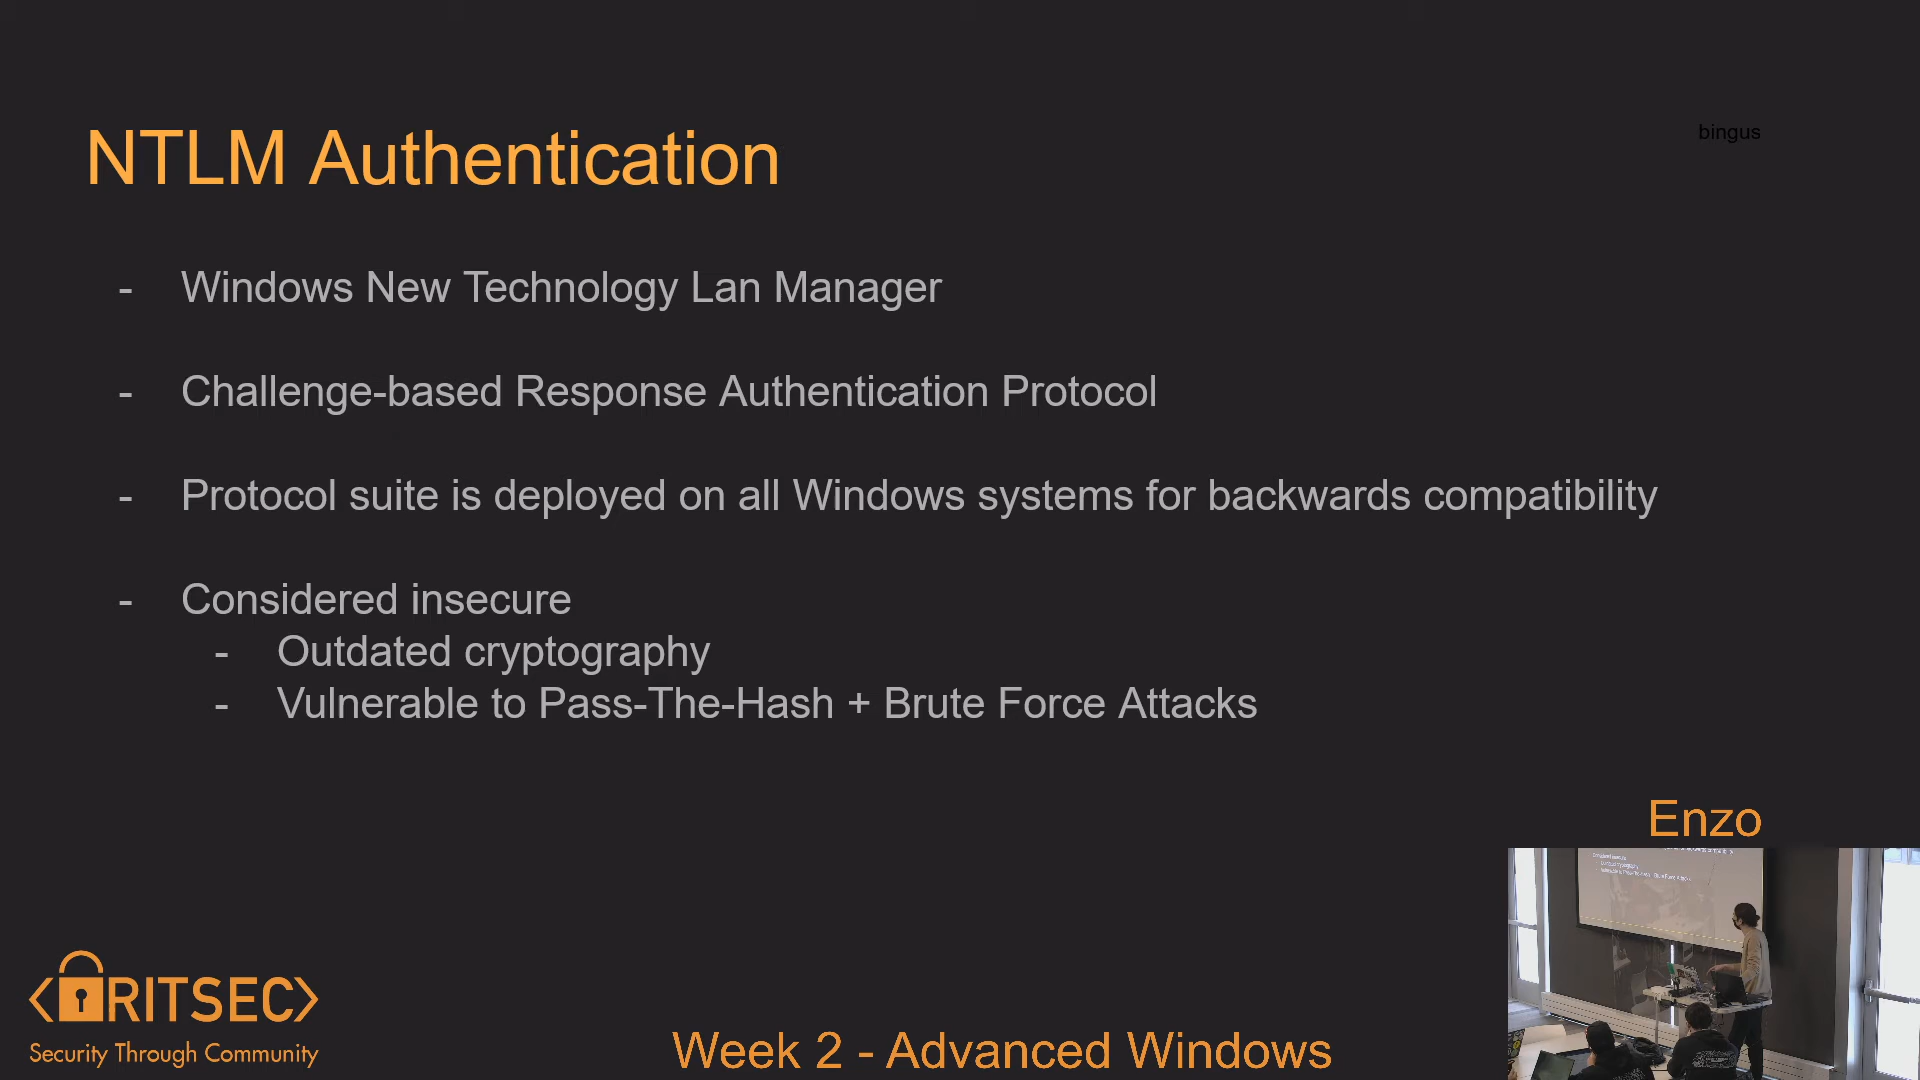 NTLM Authentication
bingus
- Windows New Technology Lan Manager
- Challenge-based Response Authentication Protocol
- Protocol suite is deployed on all Windows systems for backwards compatibility
- Considered insecure
- Outdated cryptography
- Vulnerable to Pass-The-Hash + Brute Force Attacks
Enzo
<RITSEC>
Security Through Community
Week 2 - Advanced Windows